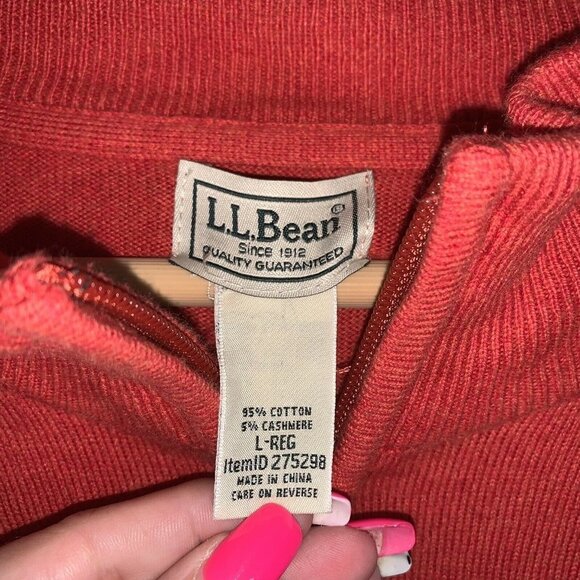 L.L.Bean®
Since 1912
QUALITY GUARANTEED
95% COTTON
5% CASHMERE
L-REG
ItemID 275298
MADE IN CHINA
CARE ON REVERSE